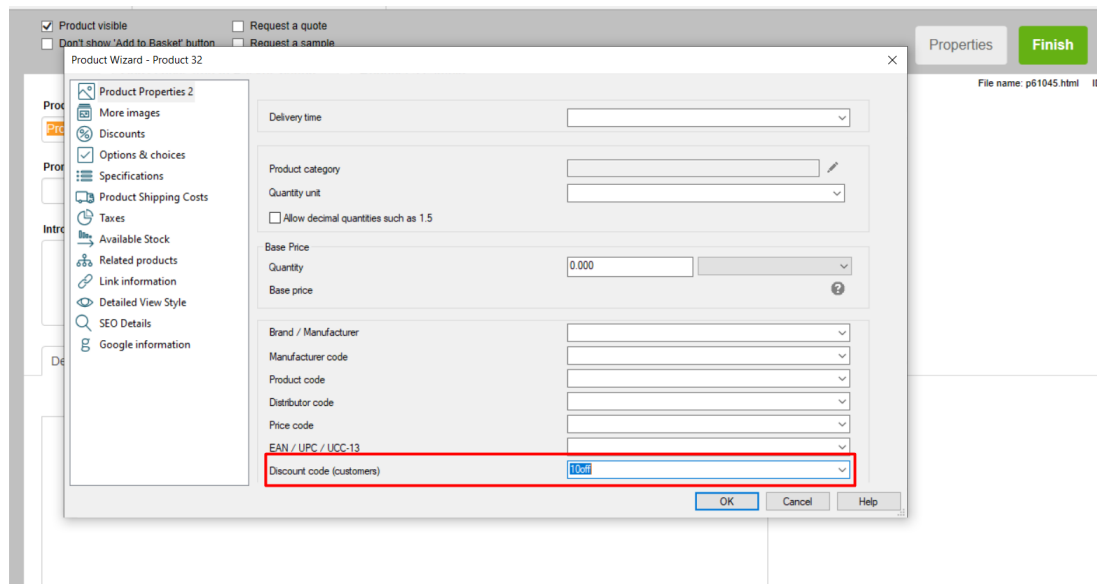 Product visible
Request a quote
Don't show 'Add to Basket' button
Request a sample
Properties
Finish
File name: p61045.html
Product Wizard - Product 32
Product Properties 2
More images
Discounts
Options & choices
Specifications
Product Shipping Costs
Taxes
Available Stock
Related products
Link information
Detailed View Style
SEO Details
Google information
Delivery time
Product category
Quantity unit
Allow decimal quantities such as 1.5
Base Price
Quantity
0.000
Base price
Brand / Manufacturer
Manufacturer code
Product code
Distributor code
Price code
EAN / UPC / UCC-13
Discount code (customers)
10off
OK
Cancel
Help